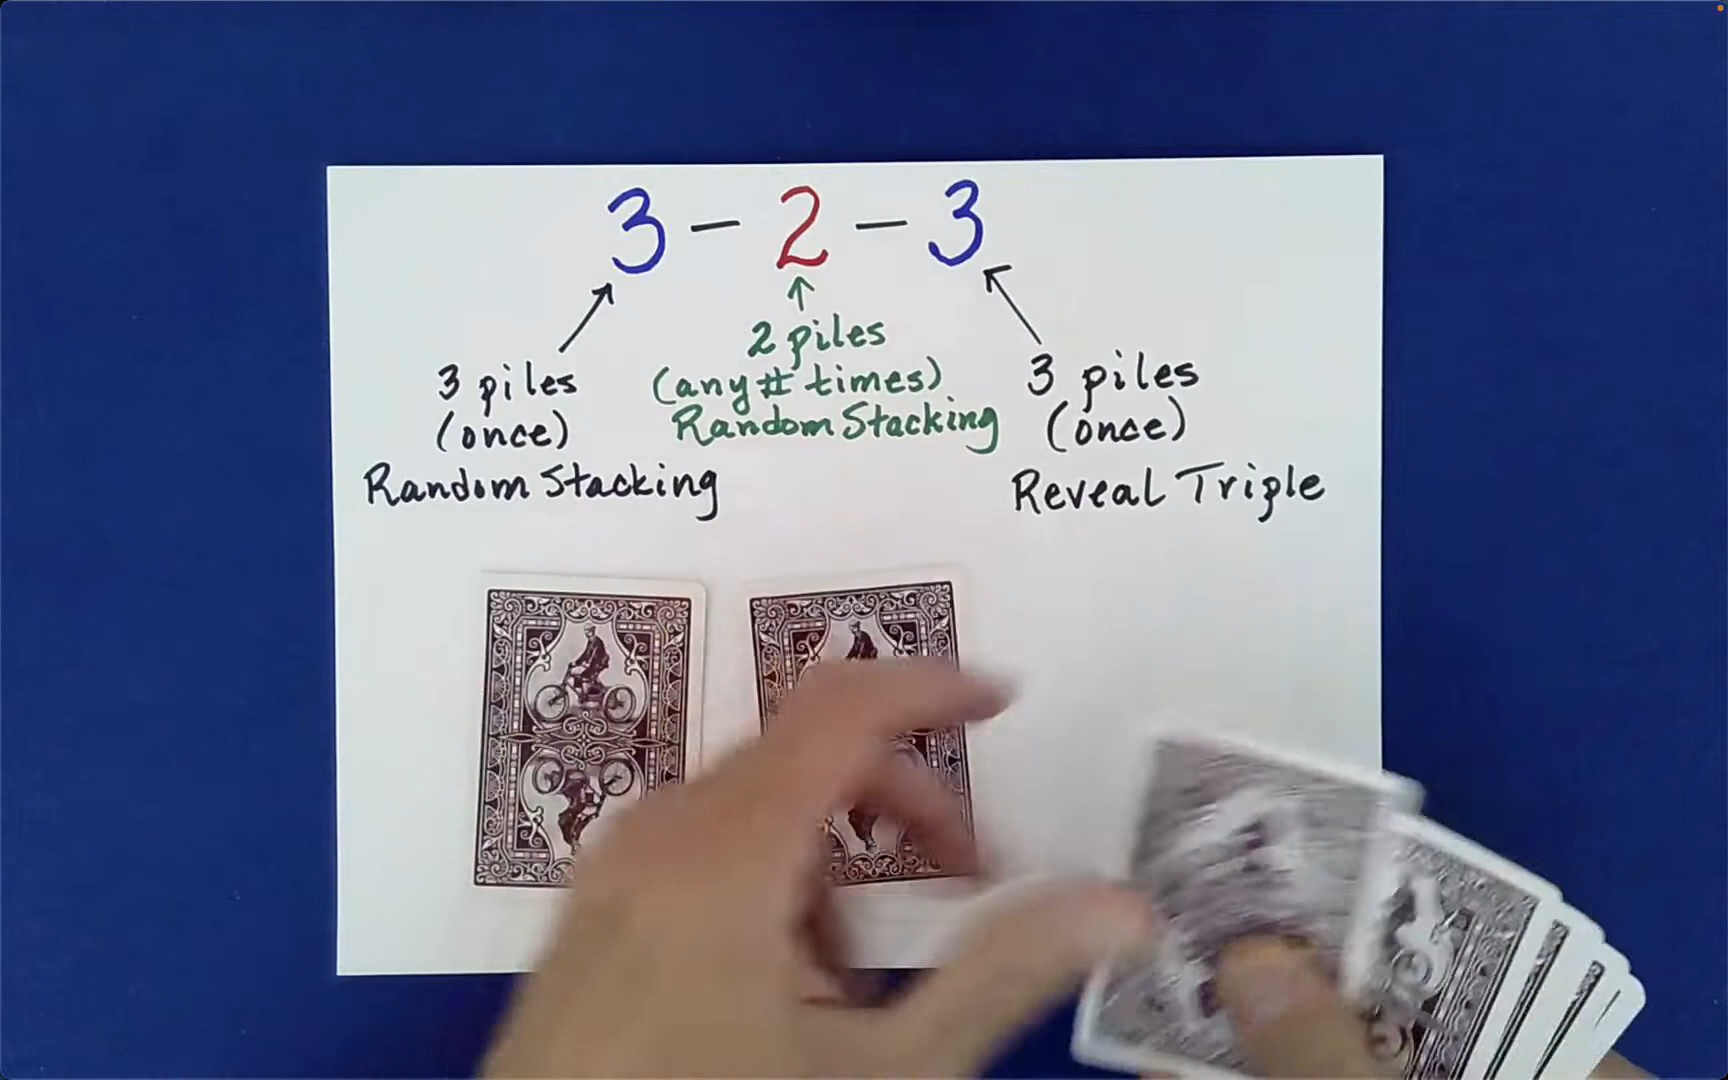 3 - 2 - 3
3 piles
(once)
Random Stacking
2 piles
(any # times)
Random Stacking
3 piles
(once)
Reveal Triple